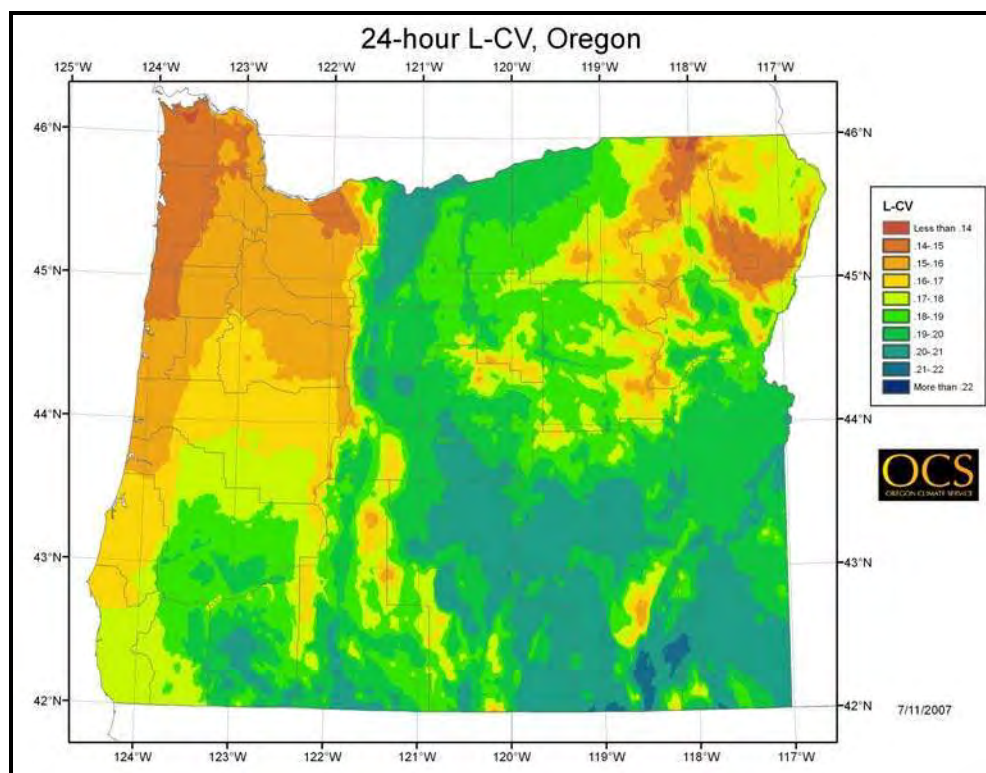 24-hour L-CV, Oregon
125°W 124°W 123°W 122°W 121°W 120°W 119°W 118°W 117°W
46°N 46°N
45°N 45°N
44°N 44°N
43°N 43°N
42°N 42°N
124°W 123°W 122°W 121°W 120°W 119°W 118°W 117°W
L-CV
Less than .14
.14-.15
.15-.16
.16-.17
.17-.18
.18-.19
.19-.20
.20-.21
.21-.22
More than .22
OCS
OREGON CLIMATE SERVICE
7/11/2007